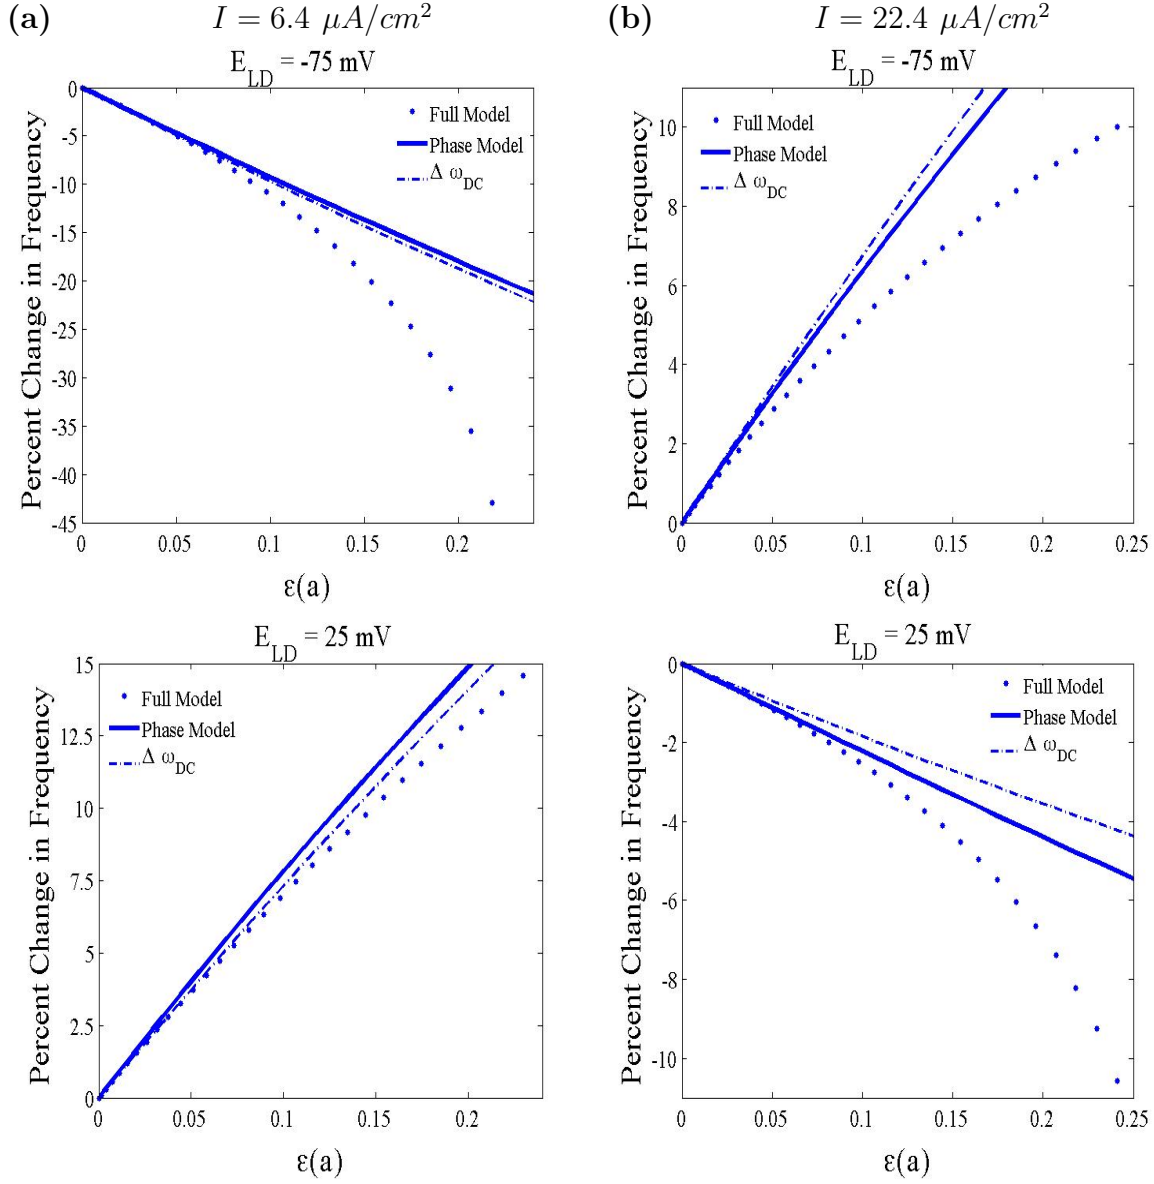 (a) I = 6.4 μA/cm²
E_LD = -75 mV
Percent Change in Frequency
0
-5
-10
-15
-20
-25
-30
-35
-40
-45
Full Model
Phase Model
Δ ω_DC
0 0.05 0.1 0.15 0.2
ε(a)
(b) I = 22.4 μA/cm²
E_LD = -75 mV
Percent Change in Frequency
10
8
6
4
2
0
Full Model
Phase Model
Δ ω_DC
0 0.05 0.1 0.15 0.2 0.25
ε(a)
E_LD = 25 mV
Percent Change in Frequency
15
12.5
10
7.5
5
2.5
0
Full Model
Phase Model
Δ ω_DC
0 0.05 0.1 0.15 0.2
ε(a)
E_LD = 25 mV
Percent Change in Frequency
0
-2
-4
-6
-8
-10
Full Model
Phase Model
Δ ω_DC
0 0.05 0.1 0.15 0.2 0.25
ε(a)